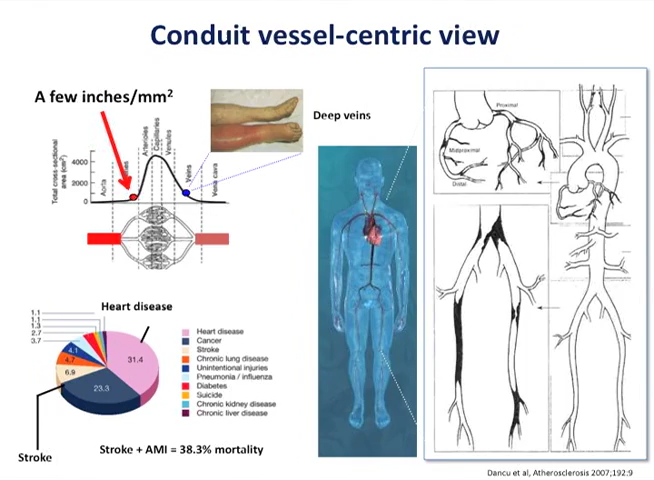 Conduit vessel-centric view
A few inches/mm²
Deep veins
Total cross-sectional
area (cm²)
4000
2000
0
Aorta
Arterioles
Capillaries
Venules
Veins
Vena cava
Proximal
Midproximal
Distal
Heart disease
1.1
1.1
1.3
2.7
3.7
4.1
4.7
6.9
23.3
31.4
Heart disease
Cancer
Stroke
Chronic lung disease
Unintentional injuries
Pneumonia / influenza
Diabetes
Suicide
Chronic kidney disease
Chronic liver disease
Stroke
Stroke + AMI = 38.3% mortality
Dancu et al, Atherosclerosis 2007;192:9